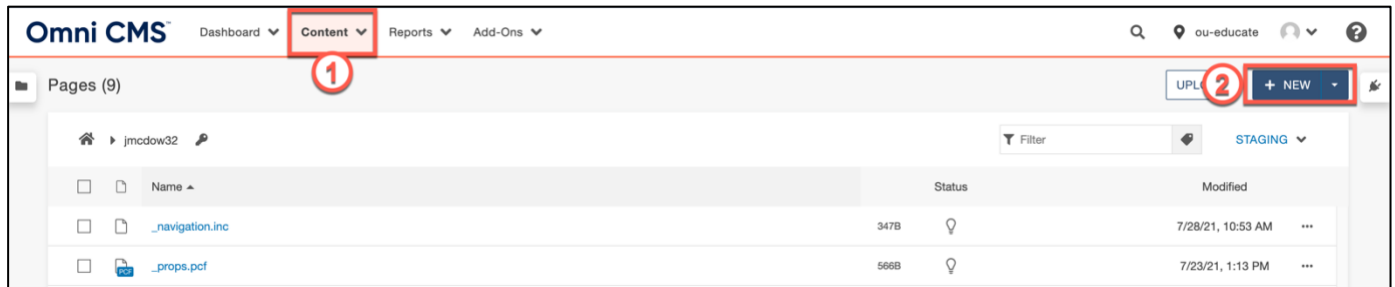 Omni CMS™ Dashboard Content Reports Add-Ons ou-educate ?
1
Pages (9) 2 + NEW
jmcdow32 Filter STAGING
Name Status Modified
_navigation.inc 347B 7/28/21, 10:53 AM ...
PCF _props.pcf 566B 7/23/21, 1:13 PM ...